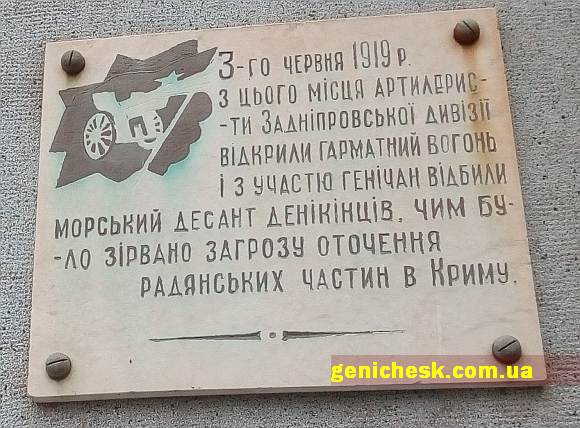 3-го червня 1919 р.
з цього місця артилерис-
-ти Задніпровської дивізії
відкрили гарматний вогонь
і з участю генічан відбили
морський десант денікінців, чим бу-
-ло зірвано загрозу оточення
радянських частин в Криму.
genichesk.com.ua